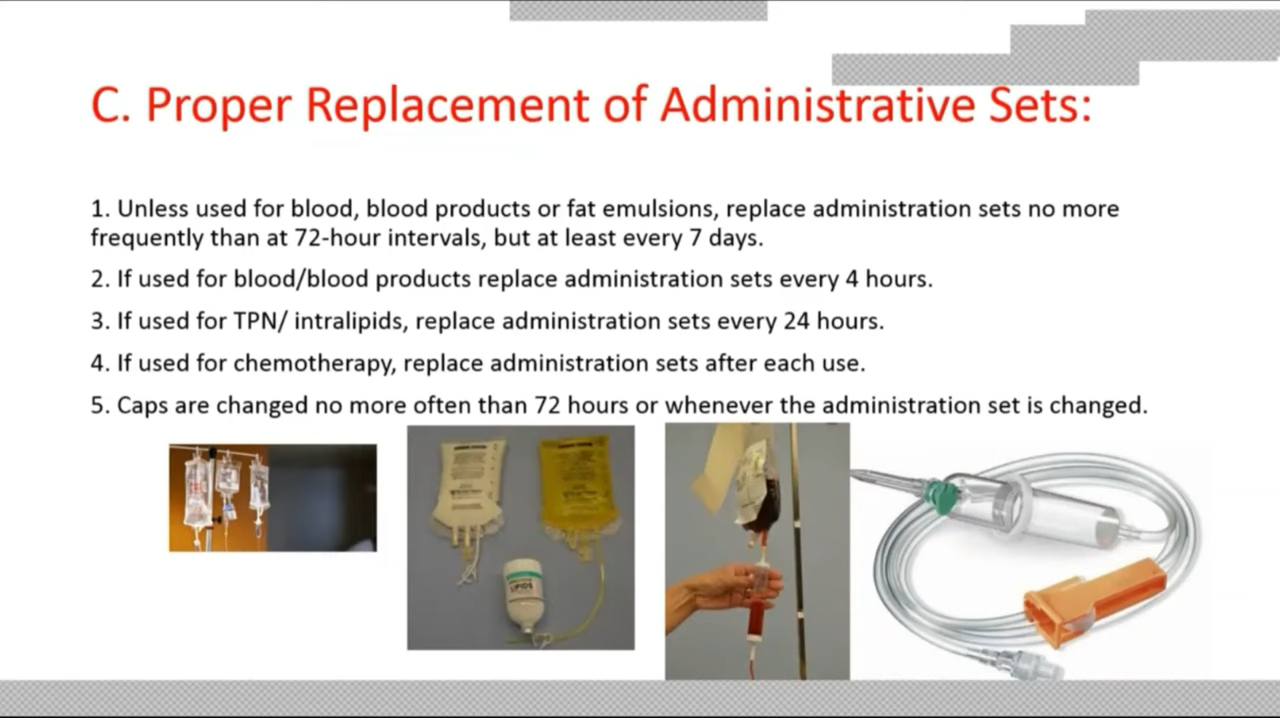 C. Proper Replacement of Administrative Sets:
1. Unless used for blood, blood products or fat emulsions, replace administration sets no more
frequently than at 72-hour intervals, but at least every 7 days.
2. If used for blood/blood products replace administration sets every 4 hours.
3. If used for TPN/ intralipids, replace administration sets every 24 hours.
4. If used for chemotherapy, replace administration sets after each use.
5. Caps are changed no more often than 72 hours or whenever the administration set is changed.
LIPIDS